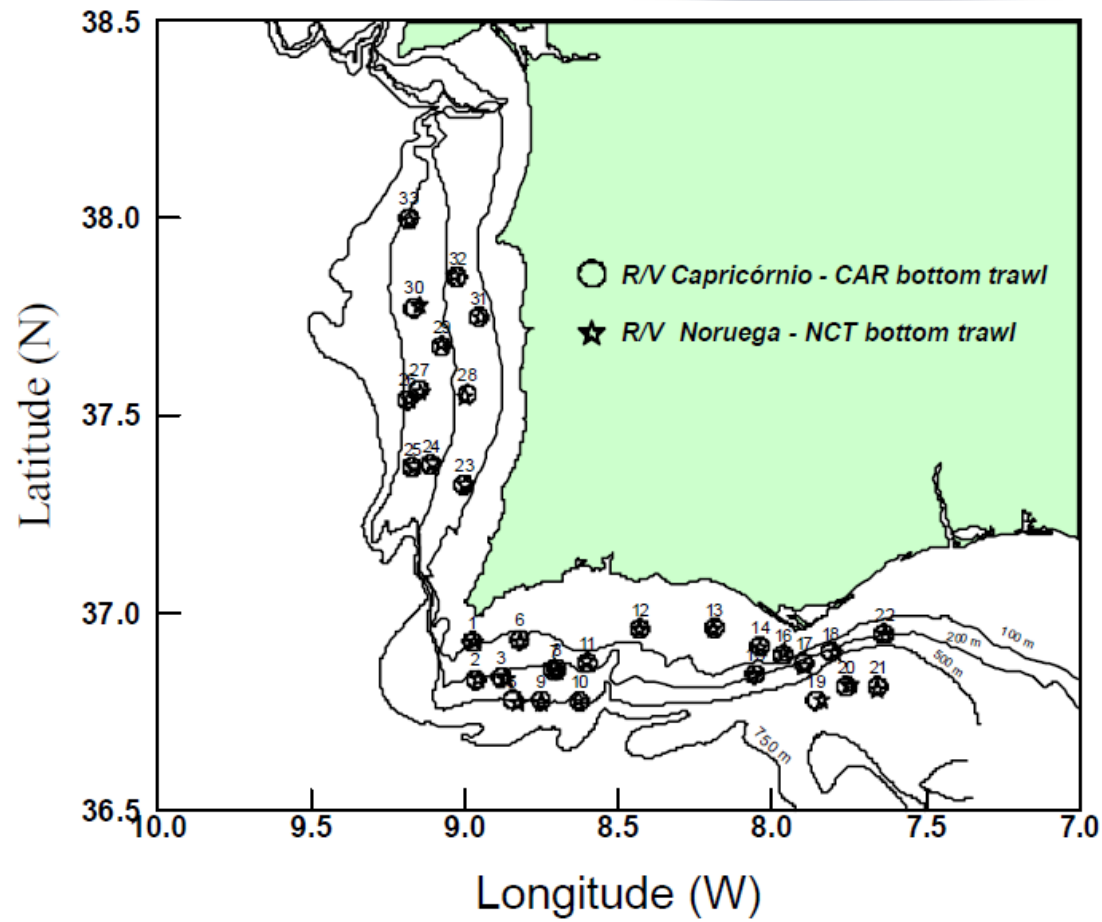 38.5
38.0
37.5
37.0
36.5
Latitude (N)
10.0 9.5 9.0 8.5 8.0 7.5 7.0
Longitude (W)
R/V Capricórnio - CAR bottom trawl
R/V Noruega - NCT bottom trawl
33
32
30
31
29
27
28
25 24
23
1 6 12 13
14 16 18 22
2 3 11 17
9 10 19 20 21
100 m
200 m
500 m
750 m